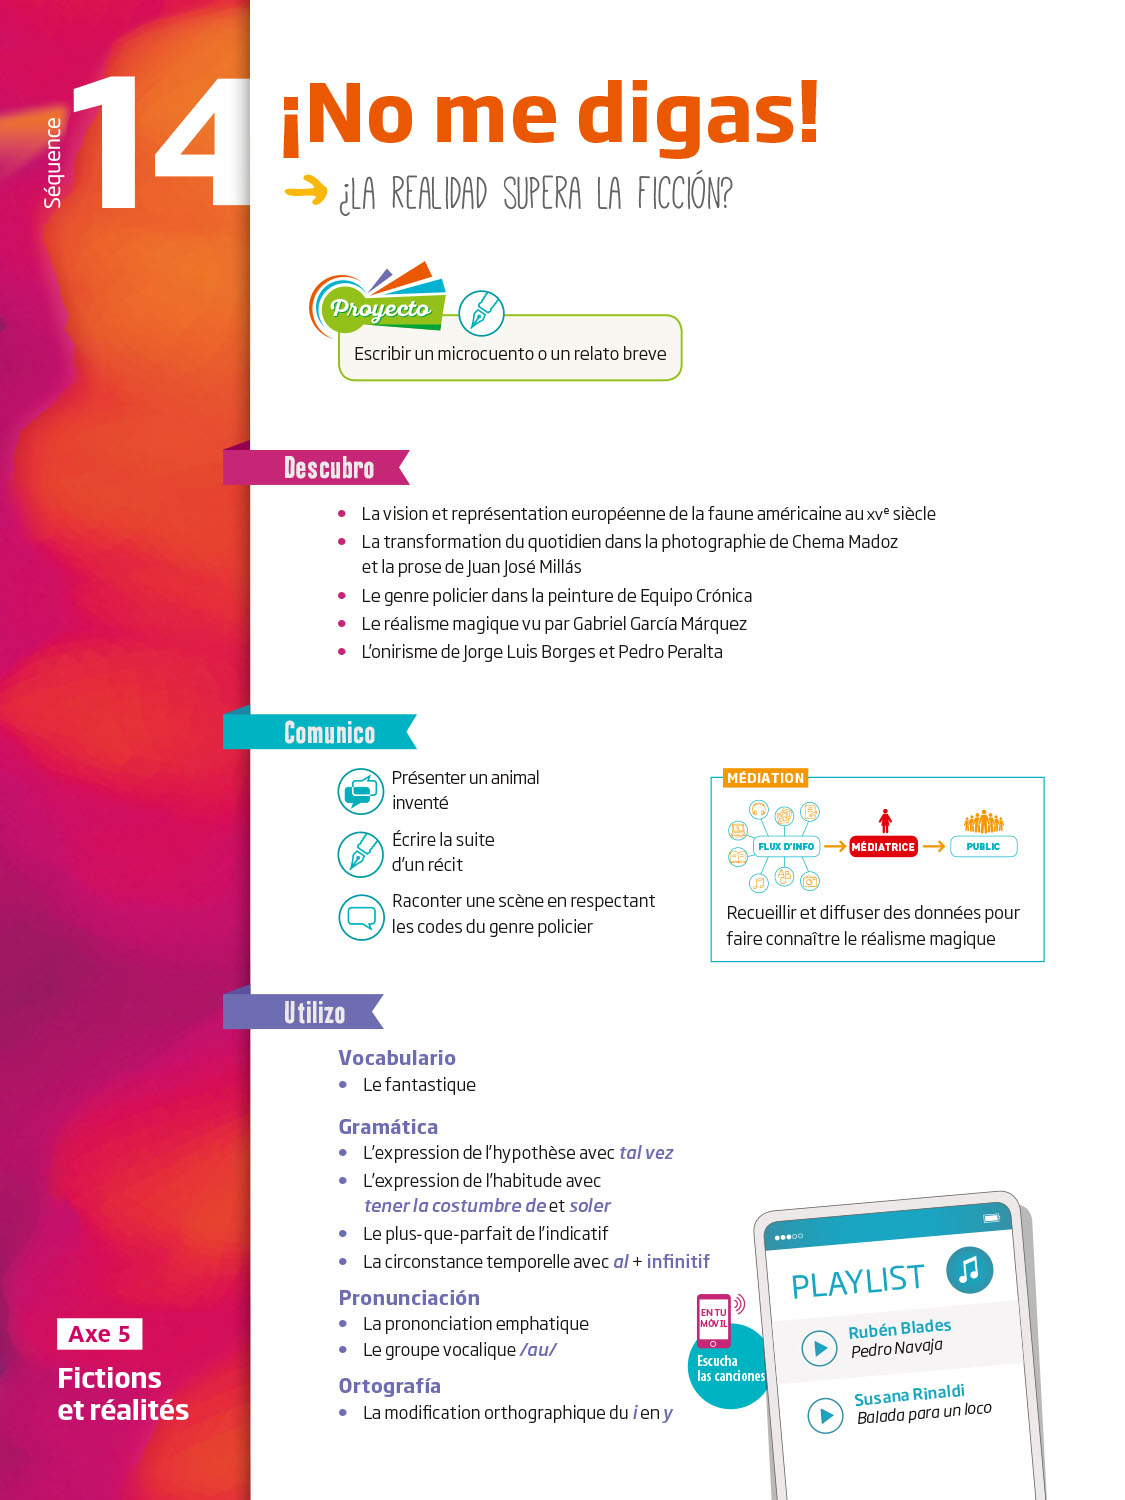 Séquence
14
¡No me digas!
¿LA REALIDAD SUPERA LA FICCIÓN?
Proyecto
Escribir un microcuento o un relato breve
Descubro
• La vision et représentation européenne de la faune américaine au XVe siècle
• La transformation du quotidien dans la photographie de Chema Madoz
et la prose de Juan José Millás
• Le genre policier dans la peinture de Equipo Crónica
• Le réalisme magique vu par Gabriel García Márquez
• L'onirisme de Jorge Luis Borges et Pedro Peralta
Comunico
Présenter un animal
inventé
Écrire la suite
d'un récit
Raconter une scène en respectant
les codes du genre policier
MÉDIATION
FLUX D'INFO
MÉDIATRICE
PUBLIC
Recueillir et diffuser des données pour
faire connaître le réalisme magique
Utilizo
Vocabulario
• Le fantastique
Gramática
• L'expression de l'hypothèse avec tal vez
• L'expression de l'habitude avec
tener la costumbre de et soler
• Le plus-que-parfait de l'indicatif
• La circonstance temporelle avec al + infinitif
Pronunciación
• La prononciation emphatique
• Le groupe vocalique /au/
Ortografía
• La modification orthographique du i en y
EN TU
MÓVIL
Escucha
las canciones
PLAYLIST
Rubén Blades
Pedro Navaja
Susana Rinaldi
Balada para un loco
Axe 5
Fictions
et réalités